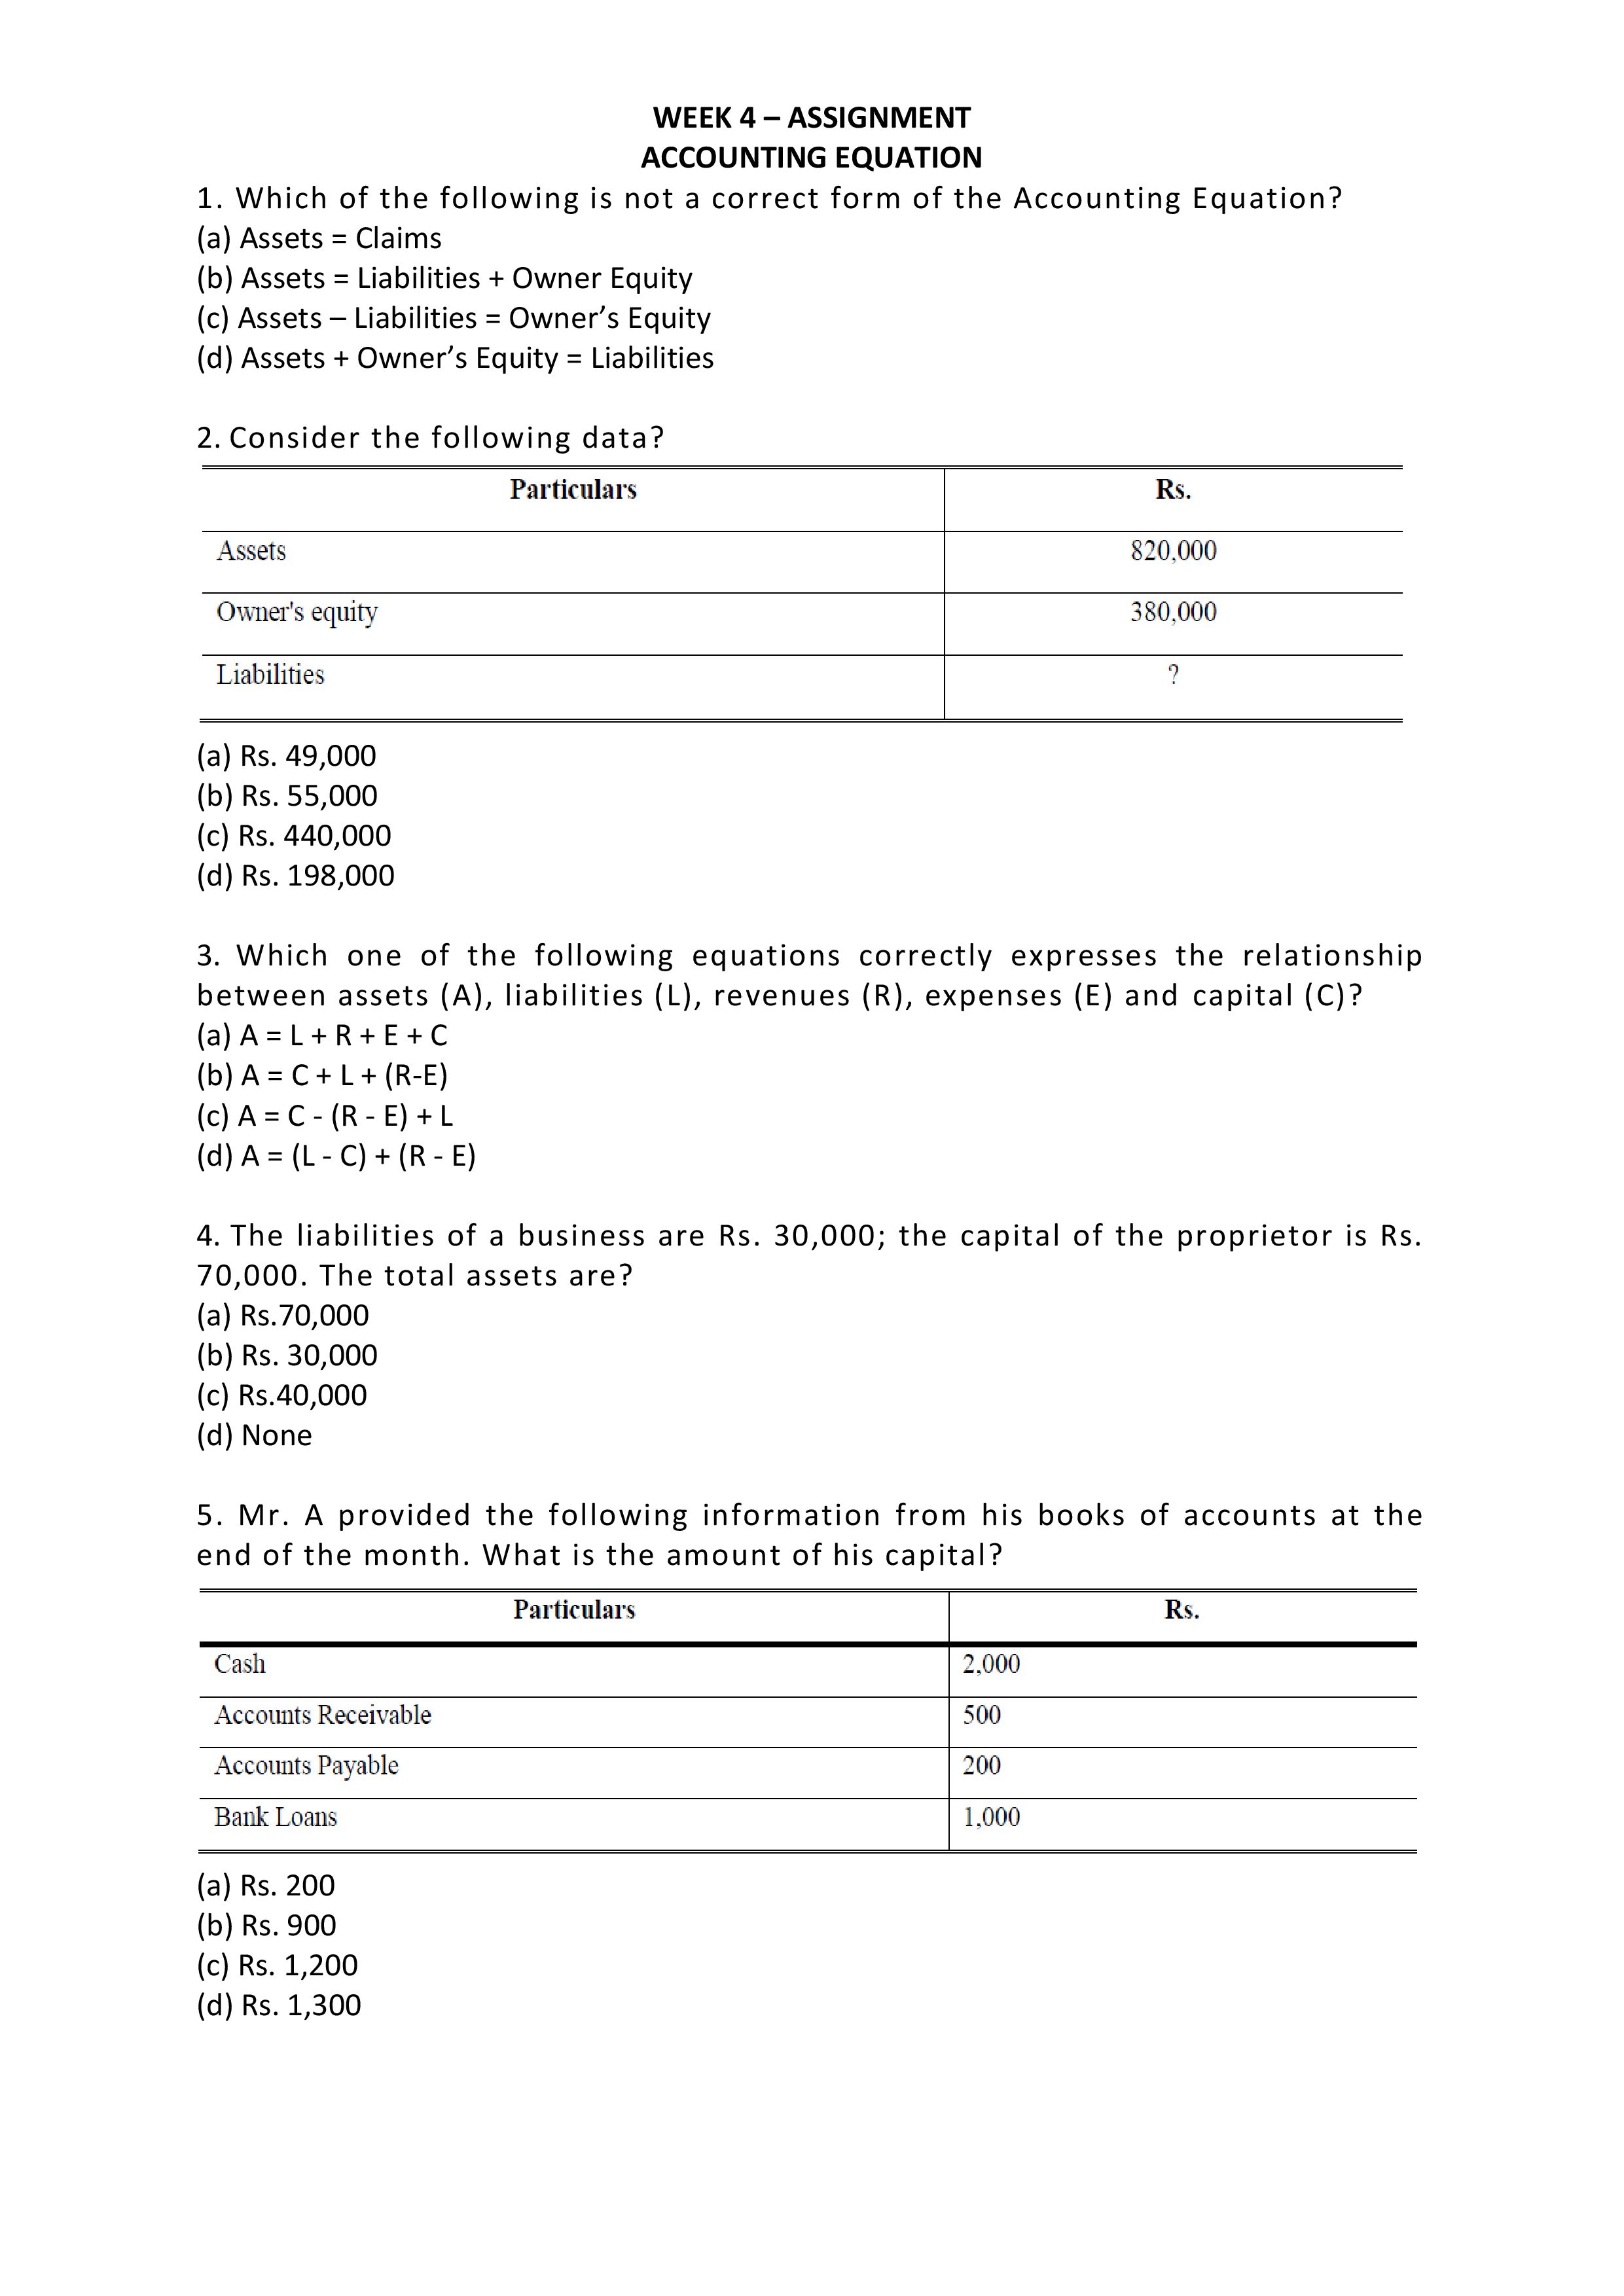 WEEK 4 – ASSIGNMENT
ACCOUNTING EQUATION
1. Which of the following is not a correct form of the Accounting Equation?
(a) Assets = Claims
(b) Assets = Liabilities + Owner Equity
(c) Assets – Liabilities = Owner’s Equity
(d) Assets + Owner’s Equity = Liabilities
2. Consider the following data?
Particulars Rs.
Assets 820,000
Owner's equity 380,000
Liabilities ?
(a) Rs. 49,000
(b) Rs. 55,000
(c) Rs. 440,000
(d) Rs. 198,000
3. Which one of the following equations correctly expresses the relationship
between assets (A), liabilities (L), revenues (R), expenses (E) and capital (C)?
(a) A = L + R + E + C
(b) A = C + L + (R-E)
(c) A = C - (R - E) + L
(d) A = (L - C) + (R - E)
4. The liabilities of a business are Rs. 30,000; the capital of the proprietor is Rs.
70,000. The total assets are?
(a) Rs.70,000
(b) Rs. 30,000
(c) Rs.40,000
(d) None
5. Mr. A provided the following information from his books of accounts at the
end of the month. What is the amount of his capital?
Particulars Rs.
Cash 2,000
Accounts Receivable 500
Accounts Payable 200
Bank Loans 1,000
(a) Rs. 200
(b) Rs. 900
(c) Rs. 1,200
(d) Rs. 1,300